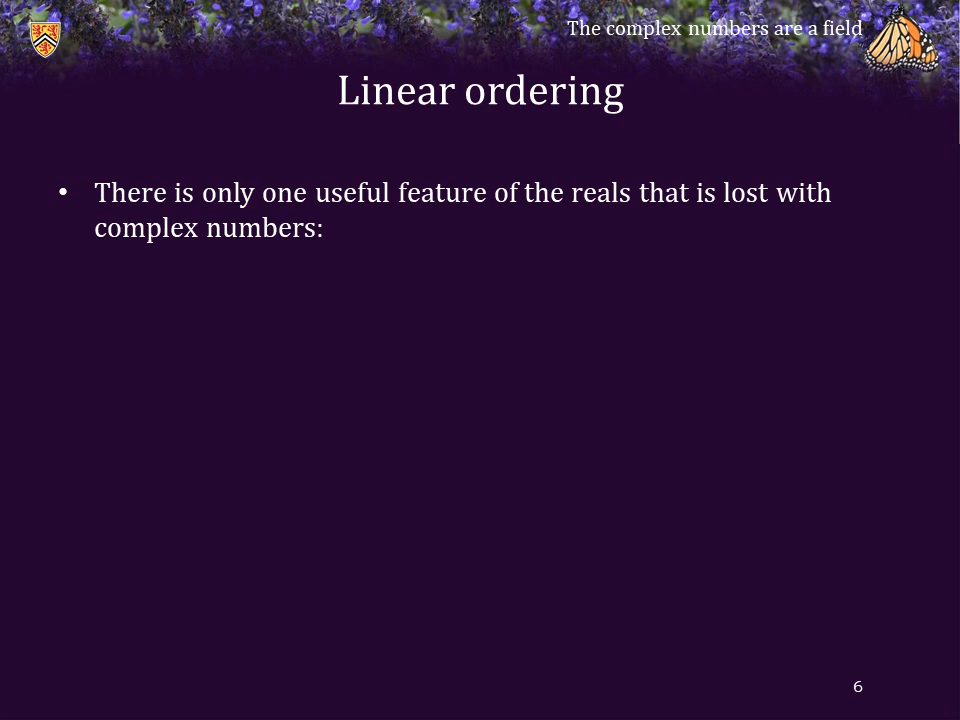 The complex numbers are a field
Linear ordering
• There is only one useful feature of the reals that is lost with
complex numbers:
6